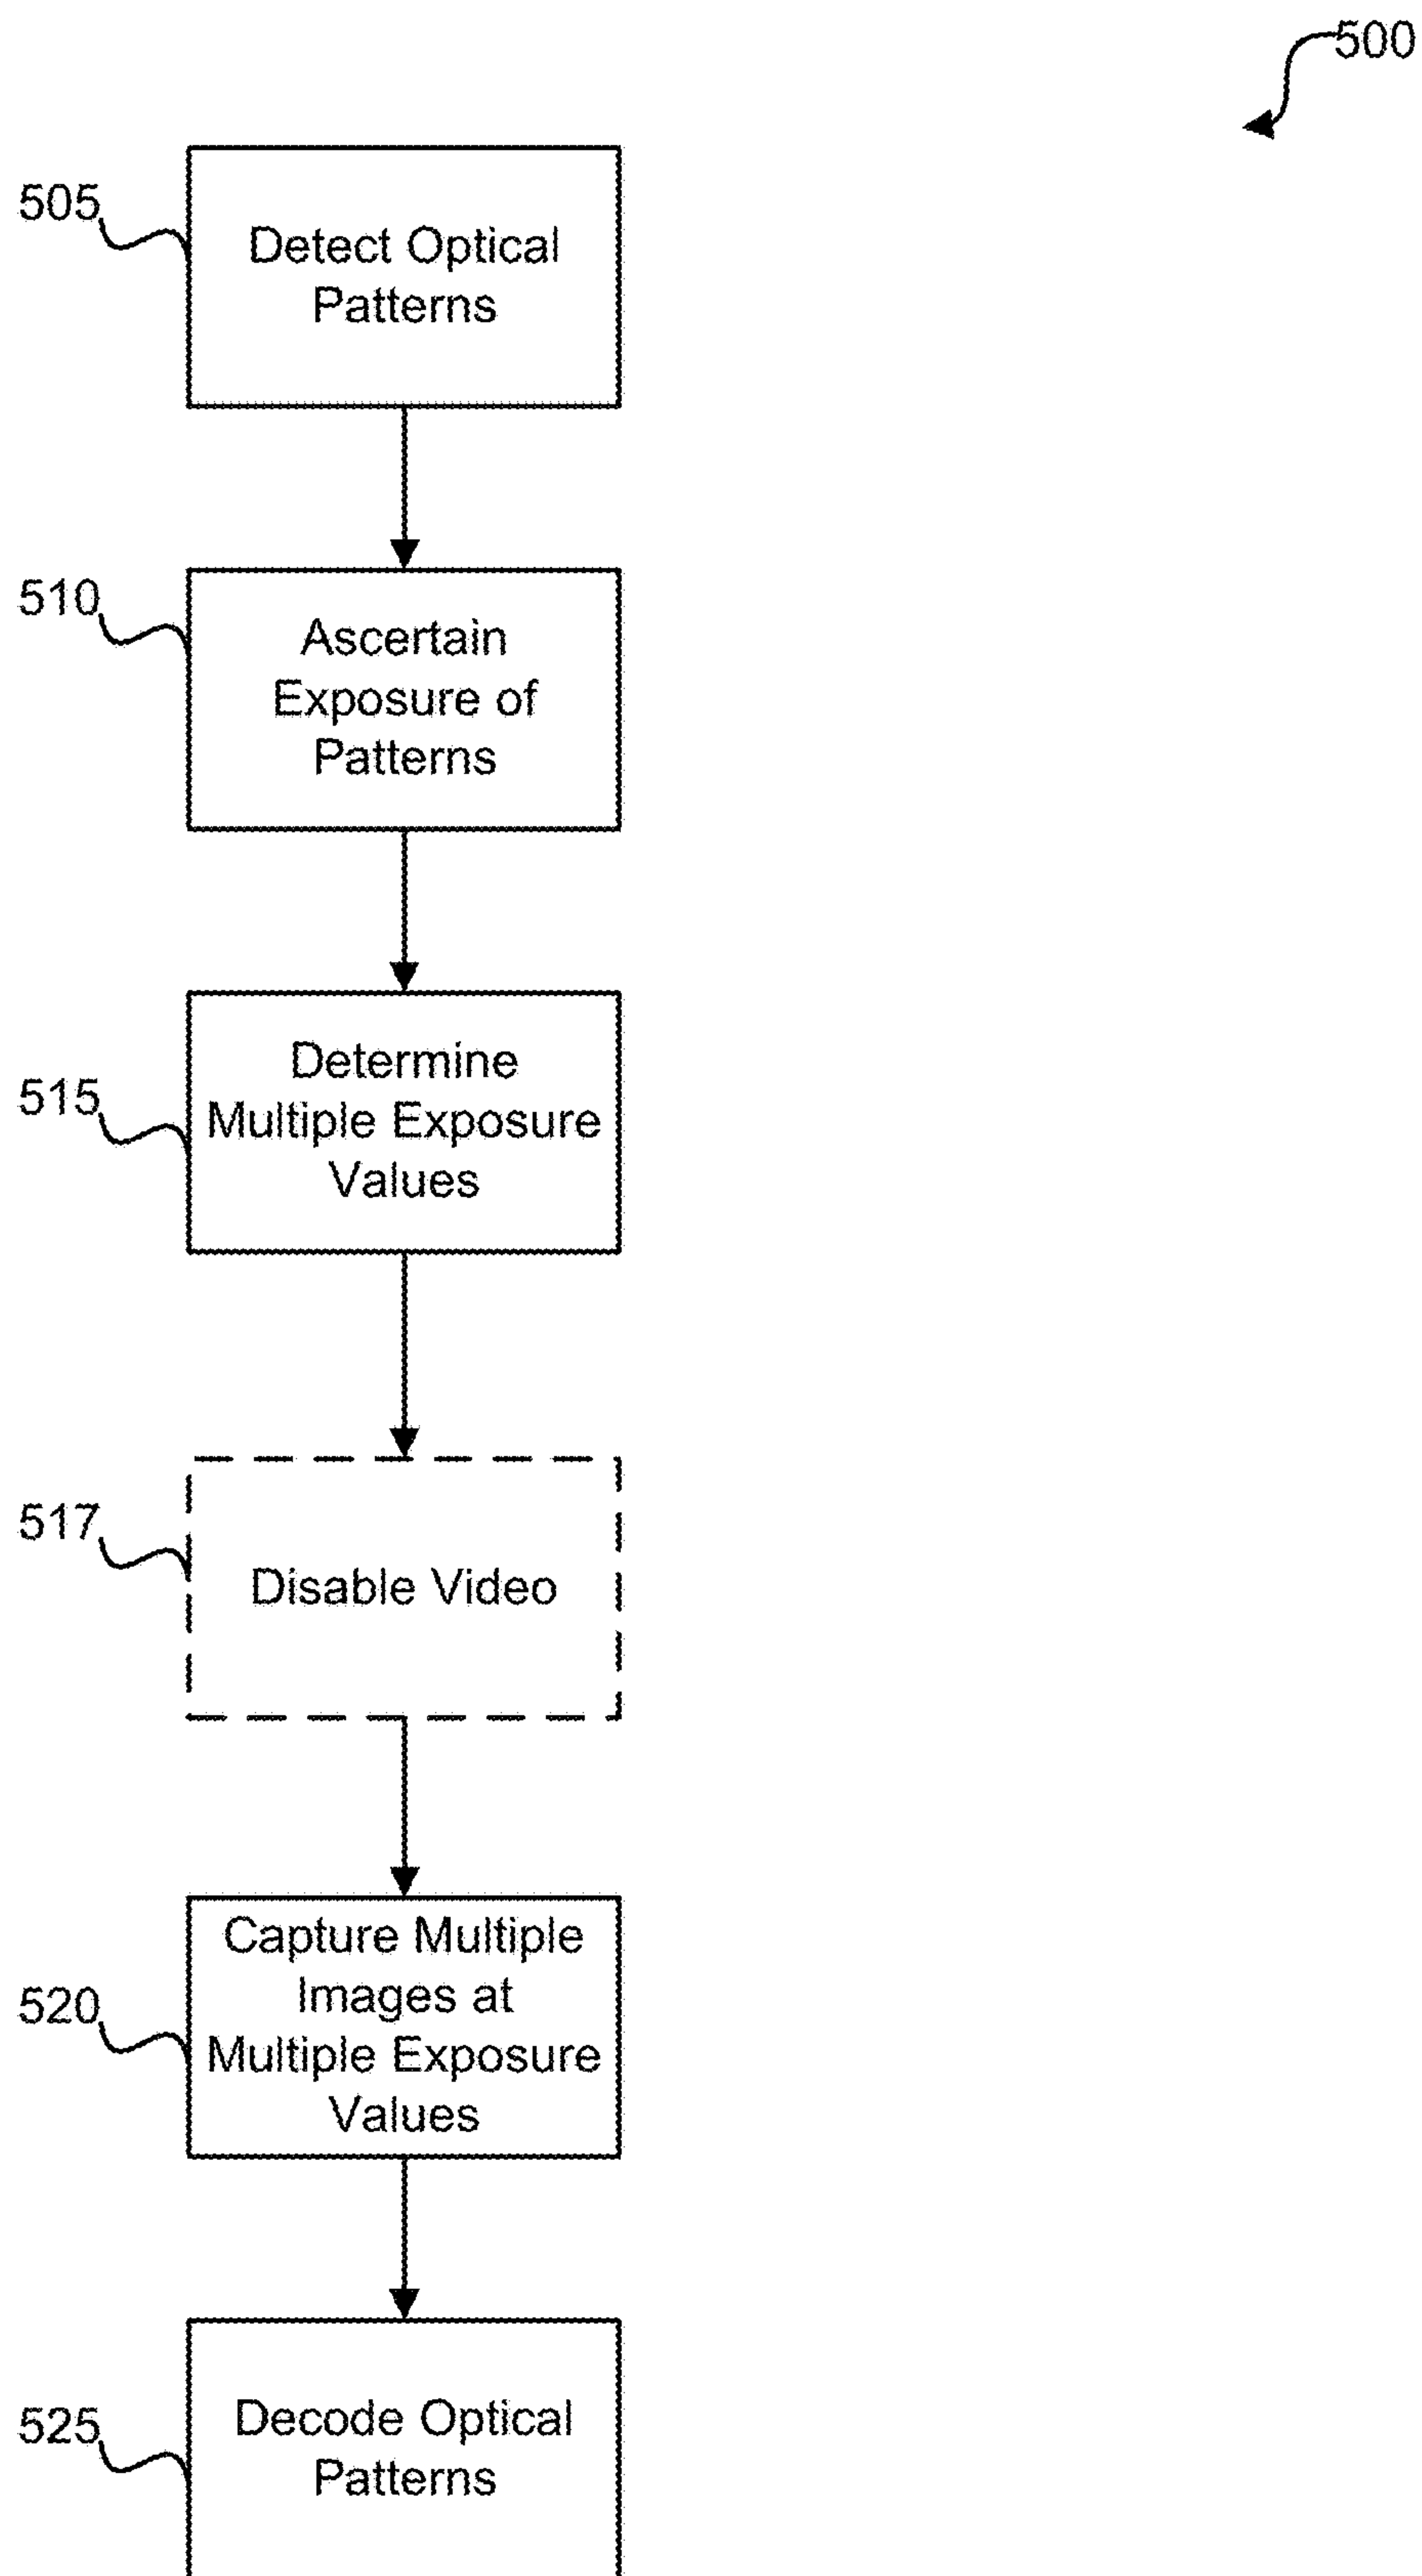 500
505
Detect Optical
Patterns
510
Ascertain
Exposure of
Patterns
515
Determine
Multiple Exposure
Values
517
Disable Video
520
Capture Multiple
Images at
Multiple Exposure
Values
525
Decode Optical
Patterns